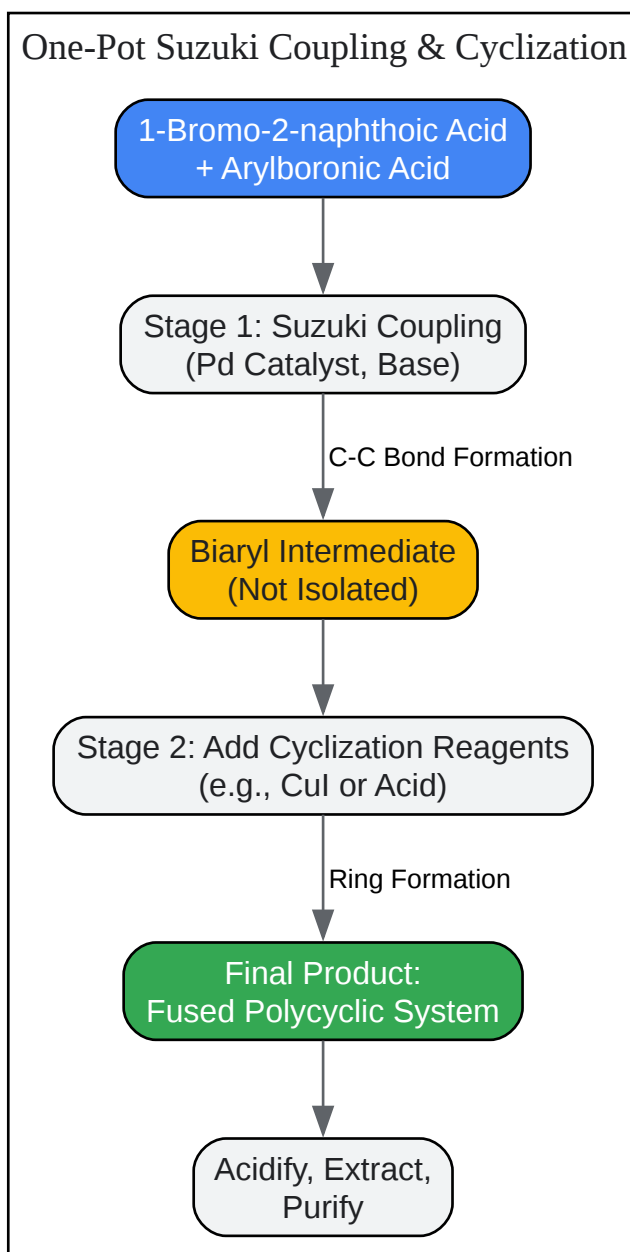 One-Pot Suzuki Coupling & Cyclization
1-Bromo-2-naphthoic Acid
+ Arylboronic Acid
Stage 1: Suzuki Coupling
(Pd Catalyst, Base)
C-C Bond Formation
Biaryl Intermediate
(Not Isolated)
Stage 2: Add Cyclization Reagents
(e.g., CuI or Acid)
Ring Formation
Final Product:
Fused Polycyclic System
Acidify, Extract,
Purify